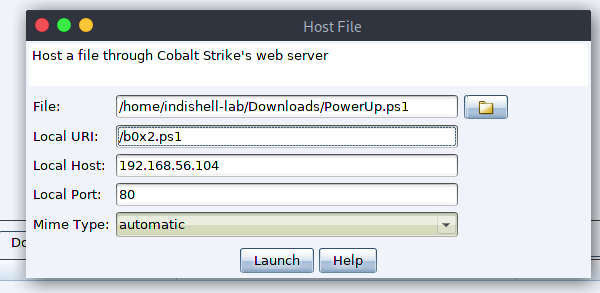 Host File
Host a file through Cobalt Strike's web server
File: /home/indishell-lab/Downloads/PowerUp.ps1
Local URI: /b0x2.ps1
Local Host: 192.168.56.104
Local Port: 80
Mime Type: automatic
Do
Launch Help